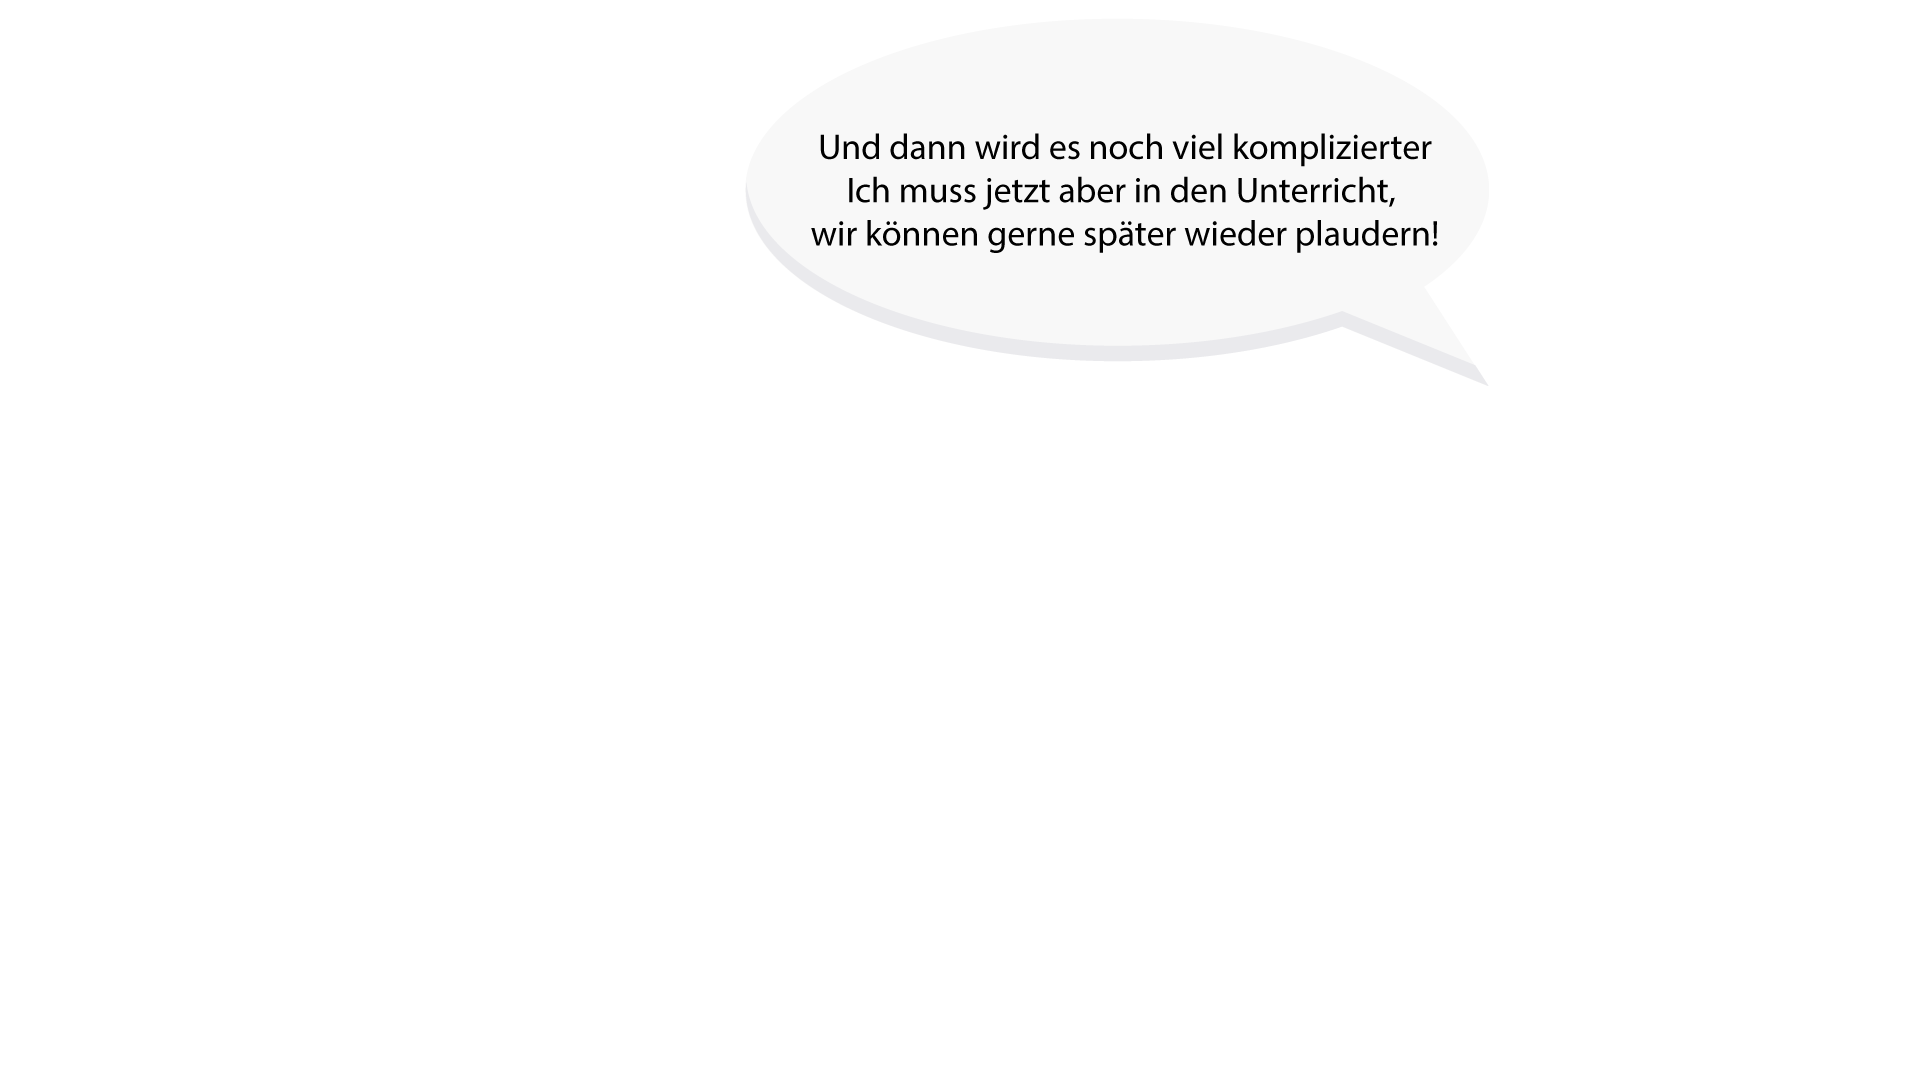 Und dann wird es noch viel komplizierter
Ich muss jetzt aber in den Unterricht,
wir können gerne später wieder plaudern!